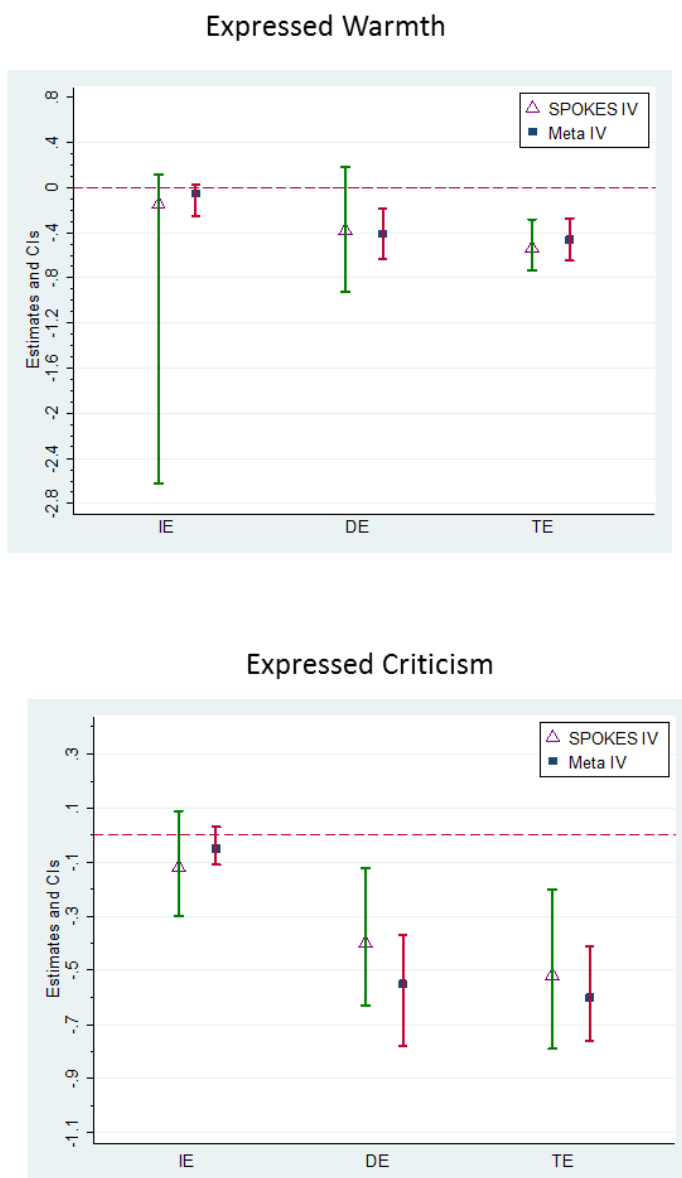 Expressed Warmth
SPOKES IV
Meta IV
Estimates and CIs
.8
.4
0
-.4
-.8
-1.2
-1.6
-2
-2.4
-2.8
IE DE TE
Expressed Criticism
SPOKES IV
Meta IV
Estimates and CIs
.3
.1
-.1
-.3
-.5
-.7
-.9
-1.1
IE DE TE